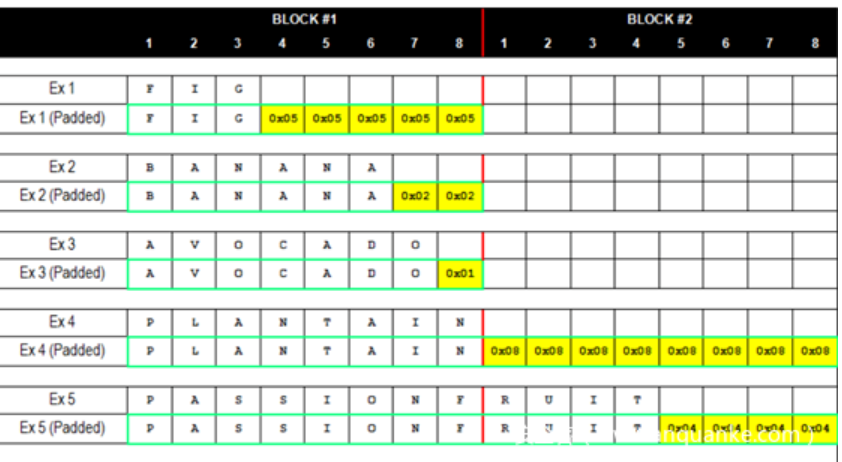 BLOCK #1 BLOCK #2
1 2 3 4 5 6 7 8 1 2 3 4 5 6 7 8
Ex 1 F I G
Ex 1 (Padded) F I G 0x05 0x05 0x05 0x05 0x05
Ex 2 B A N A N A
Ex 2 (Padded) B A N A N A 0x02 0x02
Ex 3 A V O C A D O
Ex 3 (Padded) A V O C A D O 0x01
Ex 4 P L A N T A I N
Ex 4 (Padded) P L A N T A I N 0x08 0x08 0x08 0x08 0x08 0x08 0x08 0x08
Ex 5 P A S S I O N F R U I T
Ex 5 (Padded) P A S S I O N F R U I T 0x04 0x04 0x04 0x04